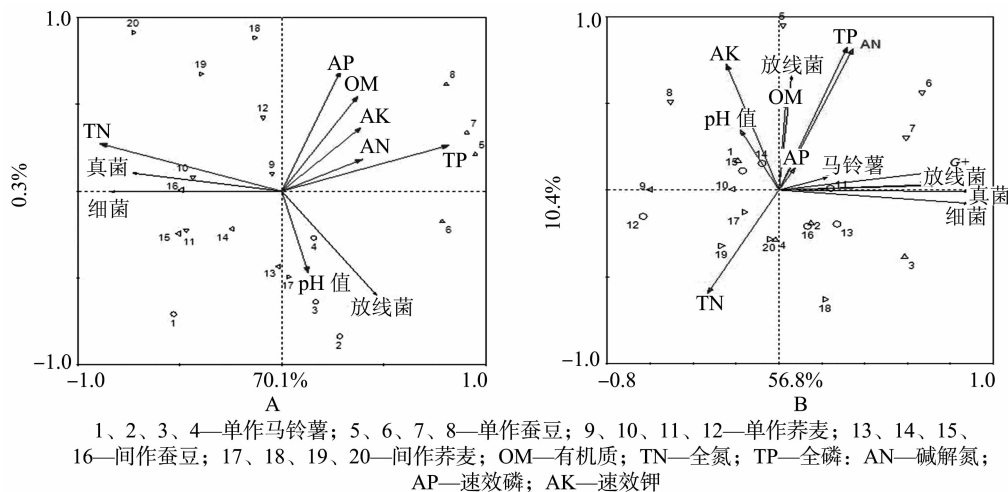 1.0
20
18
19
AP
OM
8
12
AK
7
TN
AN
TP
5
真菌
10
9
16
细菌
6
15
11
14
4
13
17
pH 值
放线菌
3
1
2
0.3%
−1.0
−1.0
70.1%
1.0
A
1.0
5
TP
AN
AK
放线菌
8
OM
6
pH 值
7
1
14
15
AP
马铃薯
G+
9
10
11
放线菌
真菌
细菌
12
17
16
2
13
19
20
4
3
TN
18
10.4%
−1.0
−0.8
56.8%
1.0
B
1、2、3、4—单作马铃薯；5、6、7、8—单作蚕豆；9、10、11、12—单作荞麦；13、14、15、
16—间作蚕豆；17、18、19、20—间作荞麦；OM—有机质；TN—全氮；TP—全磷：AN—碱解氮；
AP—速效磷；AK—速效钾